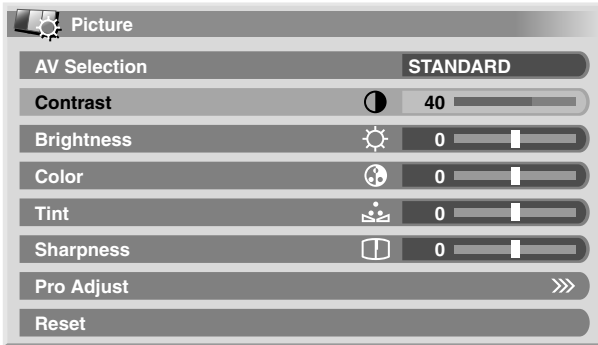 Picture
AV Selection STANDARD
Contrast 40
Brightness 0
Color 0
Tint 0
Sharpness 0
Pro Adjust
Reset